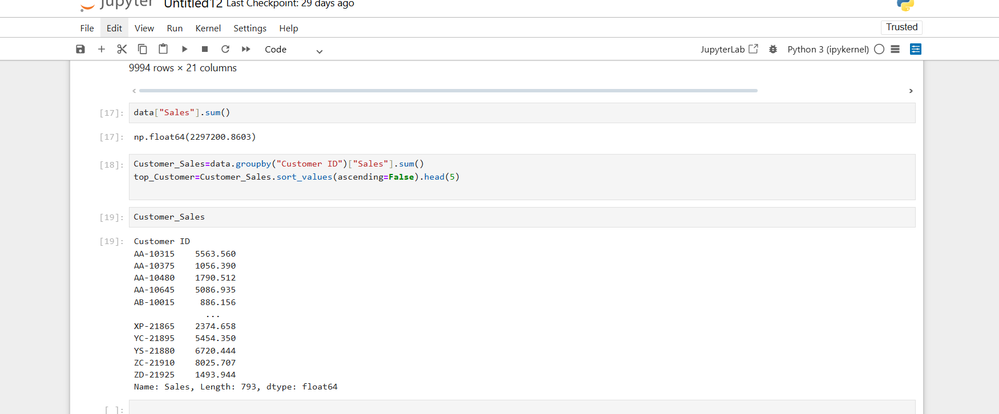 jupyter Untitled12 Last Checkpoint: 29 days ago
File Edit View Run Kernel Settings Help Trusted
Code JupyterLab Python 3 (ipykernel)
9994 rows × 21 columns
[17]: data["Sales"].sum()
[17]: np.float64(2297200.8603)
[18]: Customer_Sales=data.groupby("Customer ID")["Sales"].sum()
top_Customer=Customer_Sales.sort_values(ascending=False).head(5)
[19]: Customer_Sales
[19]: Customer ID
AA-10315    5563.560
AA-10375    1056.390
AA-10480    1790.512
AA-10645    5086.935
AB-10015     886.156
...
XP-21865    2374.658
YC-21895    5454.350
YS-21880    6720.444
ZC-21910    8025.707
ZD-21925    1493.944
Name: Sales, Length: 793, dtype: float64
[ ]: